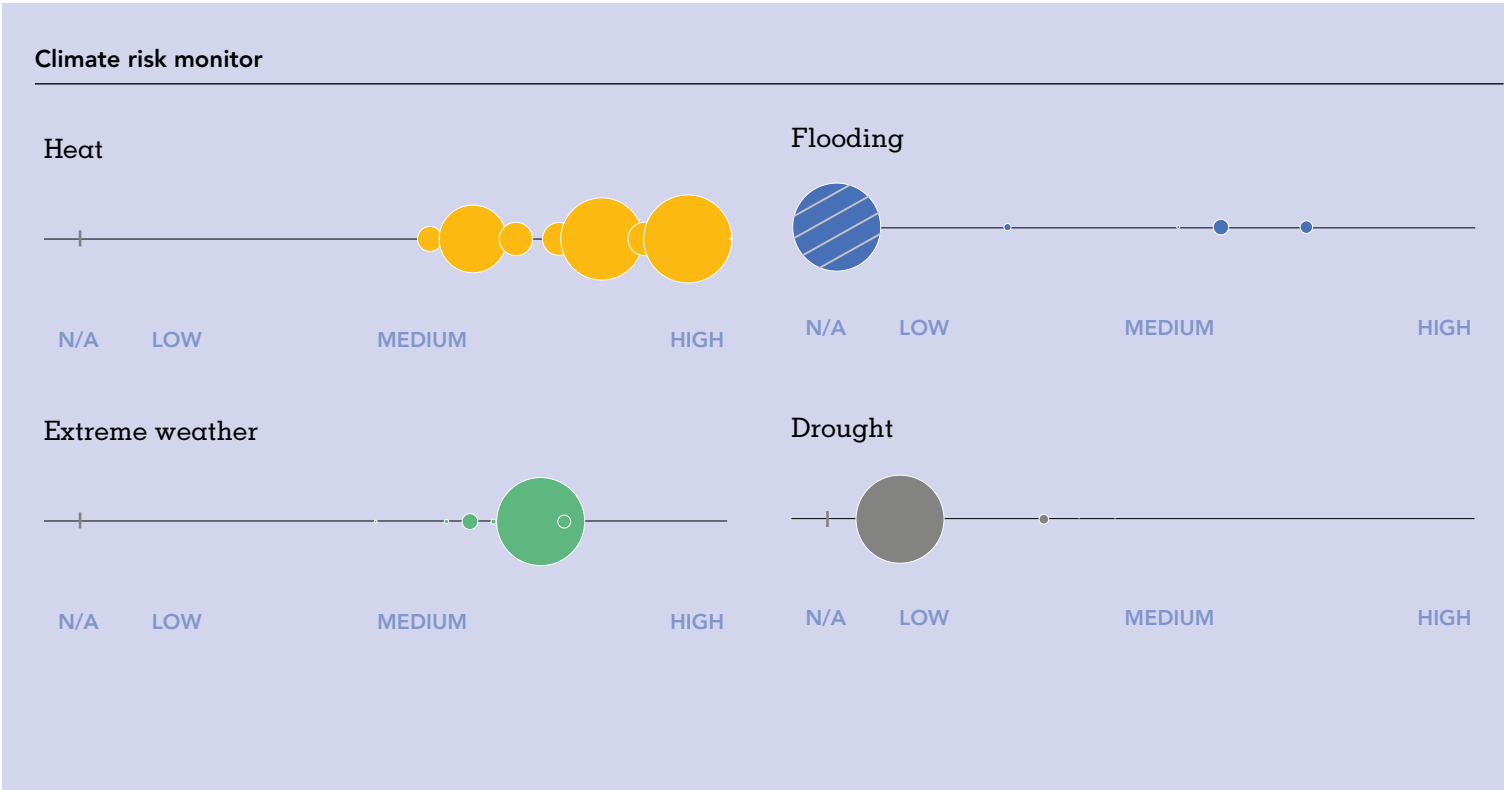 Climate risk monitor
Heat
N/A LOW MEDIUM HIGH
Flooding
N/A LOW MEDIUM HIGH
Extreme weather
N/A LOW MEDIUM HIGH
Drought
N/A LOW MEDIUM HIGH